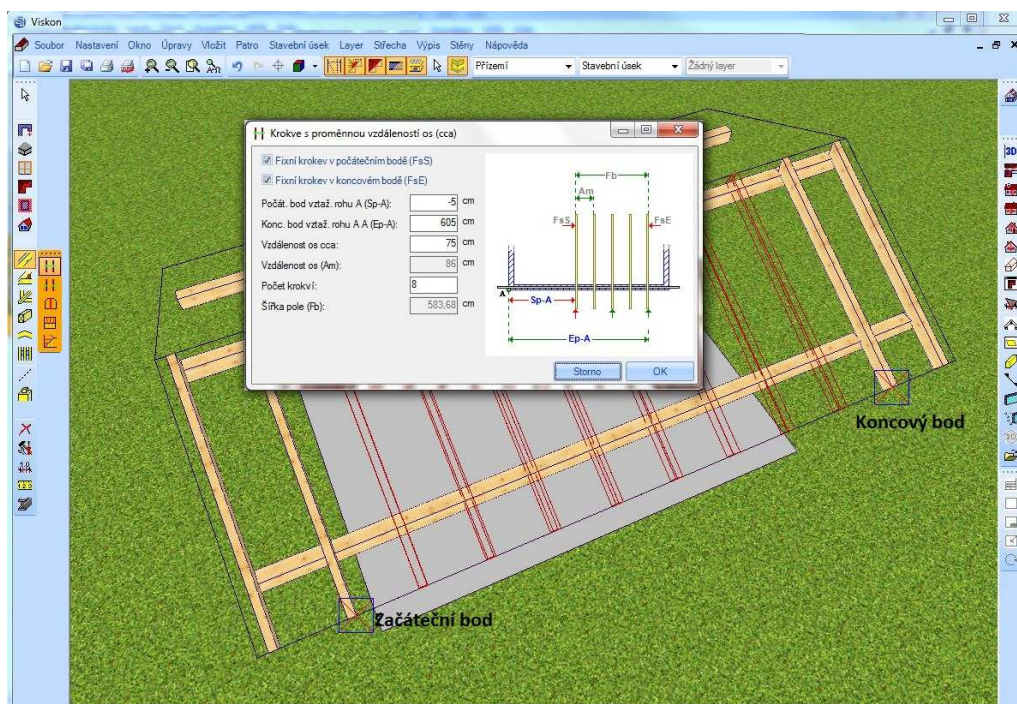 Viskon
Soubor Nastavení Okno Úpravy Vložit Patro Stavební úsek Layer Střecha Výpis Stěny Nápověda
Přízemí Stavební úsek Žádný layer
Krokve s proměnnou vzdáleností os (cca)
Fixní krokev v počátečním bodě (FsS)
Fixní krokev v koncovém bodě (FsE)
Počát. bod vztaž. rohu A (Sp-A): -5 cm
Konc. bod vztaž. rohu A A (Ep-A): 605 cm
Vzdálenost os cca: 75 cm
Vzdálenost os (Am): 86 cm
Počet krokví: 8
Šířka pole (Fb): 583,68 cm
Fb
Am
FsS FsE
A
Sp-A
Ep-A
Storno OK
3D
Koncový bod
Začáteční bod